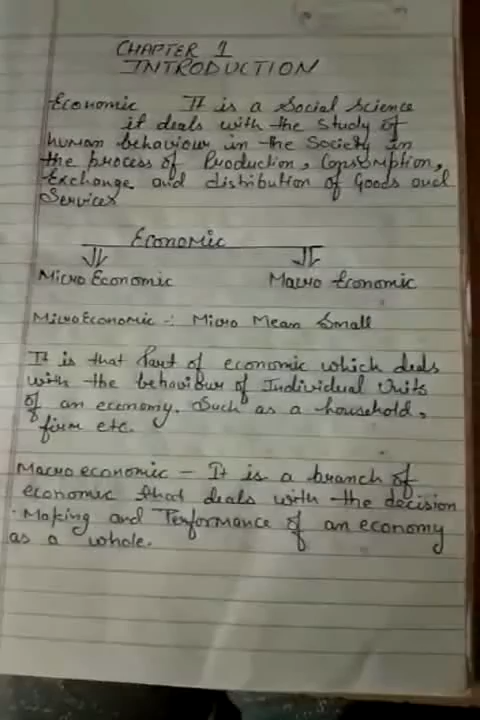 CHAPTER 1
INTRODUCTION
Economic It is a Social Science
it deals with the study of
human behaviour in the Society in
the process of Production, Consomption,
Exchange and distribution of Goods and
Services
Economic
Micro Economic Macro Economic
MicroEconomic -: Micro Mean Small
It is that Part of economic which deals
with the behaviour of Individual Units
of an economy. Such as a household,
firm etc.
Macro economic - It is a branch of
economic that deals with the decision
-Making and Performance of an economy
as a whole.